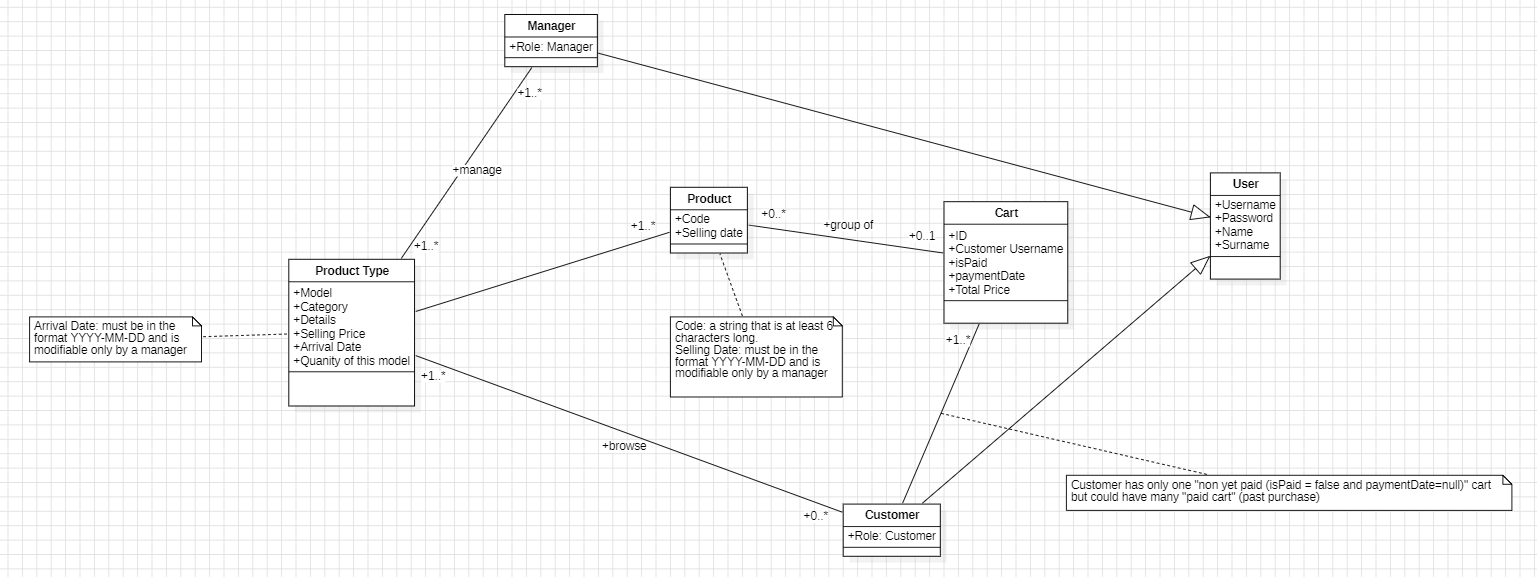 Manager
+Role: Manager
+1..*
+manage
+1..*
User
+Username
+Password
+Name
+Surname
Product
+Code
+Selling date
+1..*
+0..*
+group of
+0..1
Cart
+ID
+Customer Username
+isPaid
+paymentDate
+Total Price
Product Type
+Model
+Category
+Details
+Selling Price
+Arrival Date
+Quanity of this model
Arrival Date: must be in the
format YYYY-MM-DD and is
modifiable only by a manager
Code: a string that is at least 6
characters long.
Selling Date: must be in the
format YYYY-MM-DD and is
modifiable only by a manager
+1..*
+1..*
+browse
+0..*
Customer has only one "non yet paid (isPaid = false and paymentDate=null)" cart
but could have many "paid cart" (past purchase)
Customer
+Role: Customer